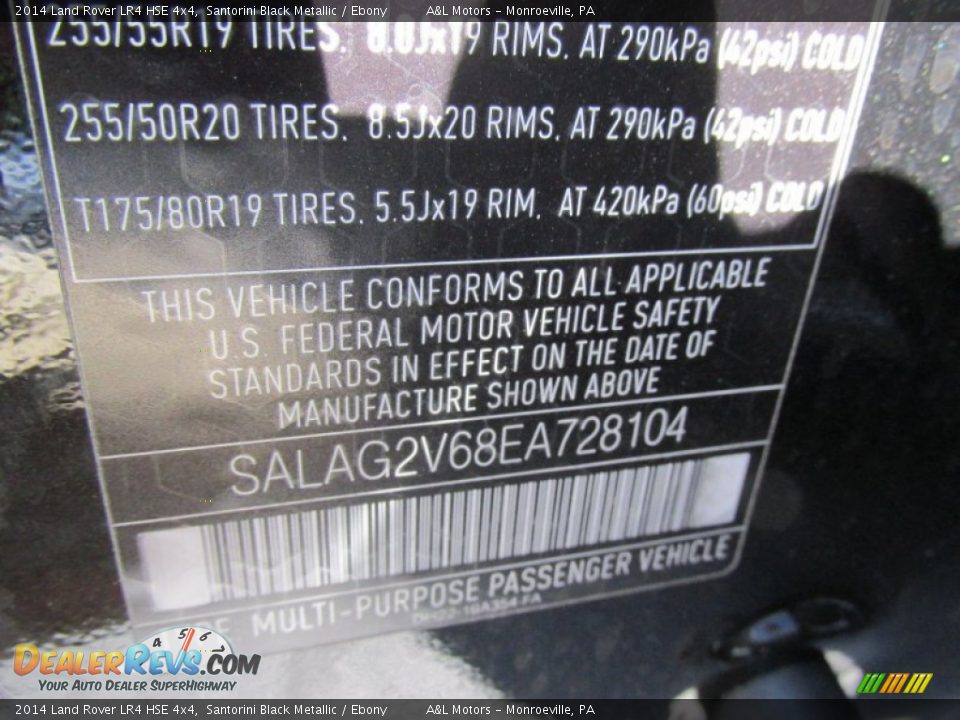 2014 Land Rover LR4 HSE 4x4, Santorini Black Metallic / Ebony A&L Motors - Monroeville, PA
255/55R19 TIRES. 8.0Jx19 RIMS. AT 290kPa (42psi) COLD
255/50R20 TIRES. 8.5Jx20 RIMS. AT 290kPa (42psi) COLD
T175/80R19 TIRES. 5.5Jx19 RIM. AT 420kPa (60psi) COLD
THIS VEHICLE CONFORMS TO ALL APPLICABLE
U.S. FEDERAL MOTOR VEHICLE SAFETY
STANDARDS IN EFFECT ON THE DATE OF
MANUFACTURE SHOWN ABOVE
SALAG2V68EA728104
MULTI-PURPOSE PASSENGER VEHICLE
4 5 6
DEALERREVS.COM
YOUR AUTO DEALER SUPERHIGHWAY
2014 Land Rover LR4 HSE 4x4, Santorini Black Metallic / Ebony A&L Motors - Monroeville, PA